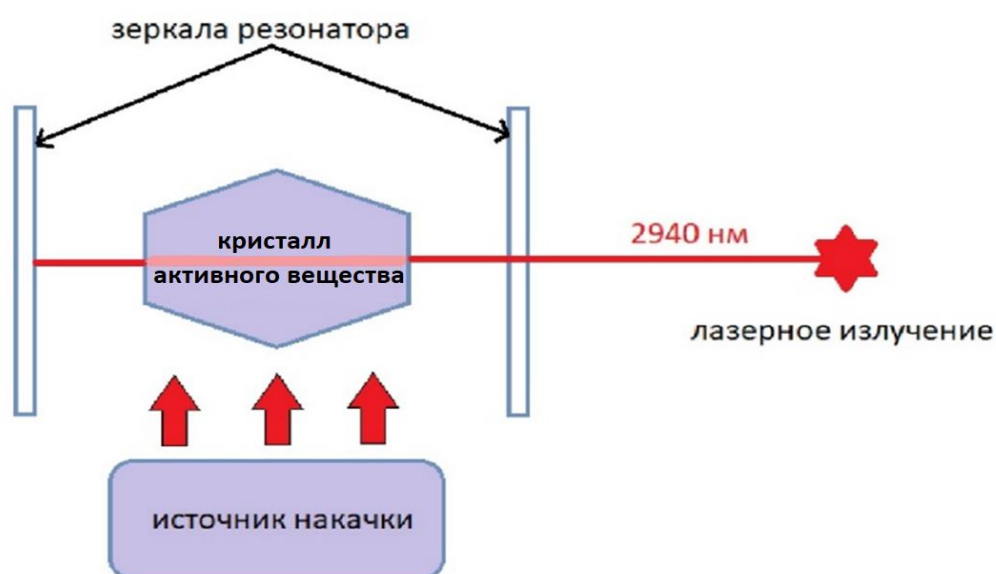 зеркала резонатора
кристалл
активного вещества
2940 нм
лазерное излучение
источник накачки